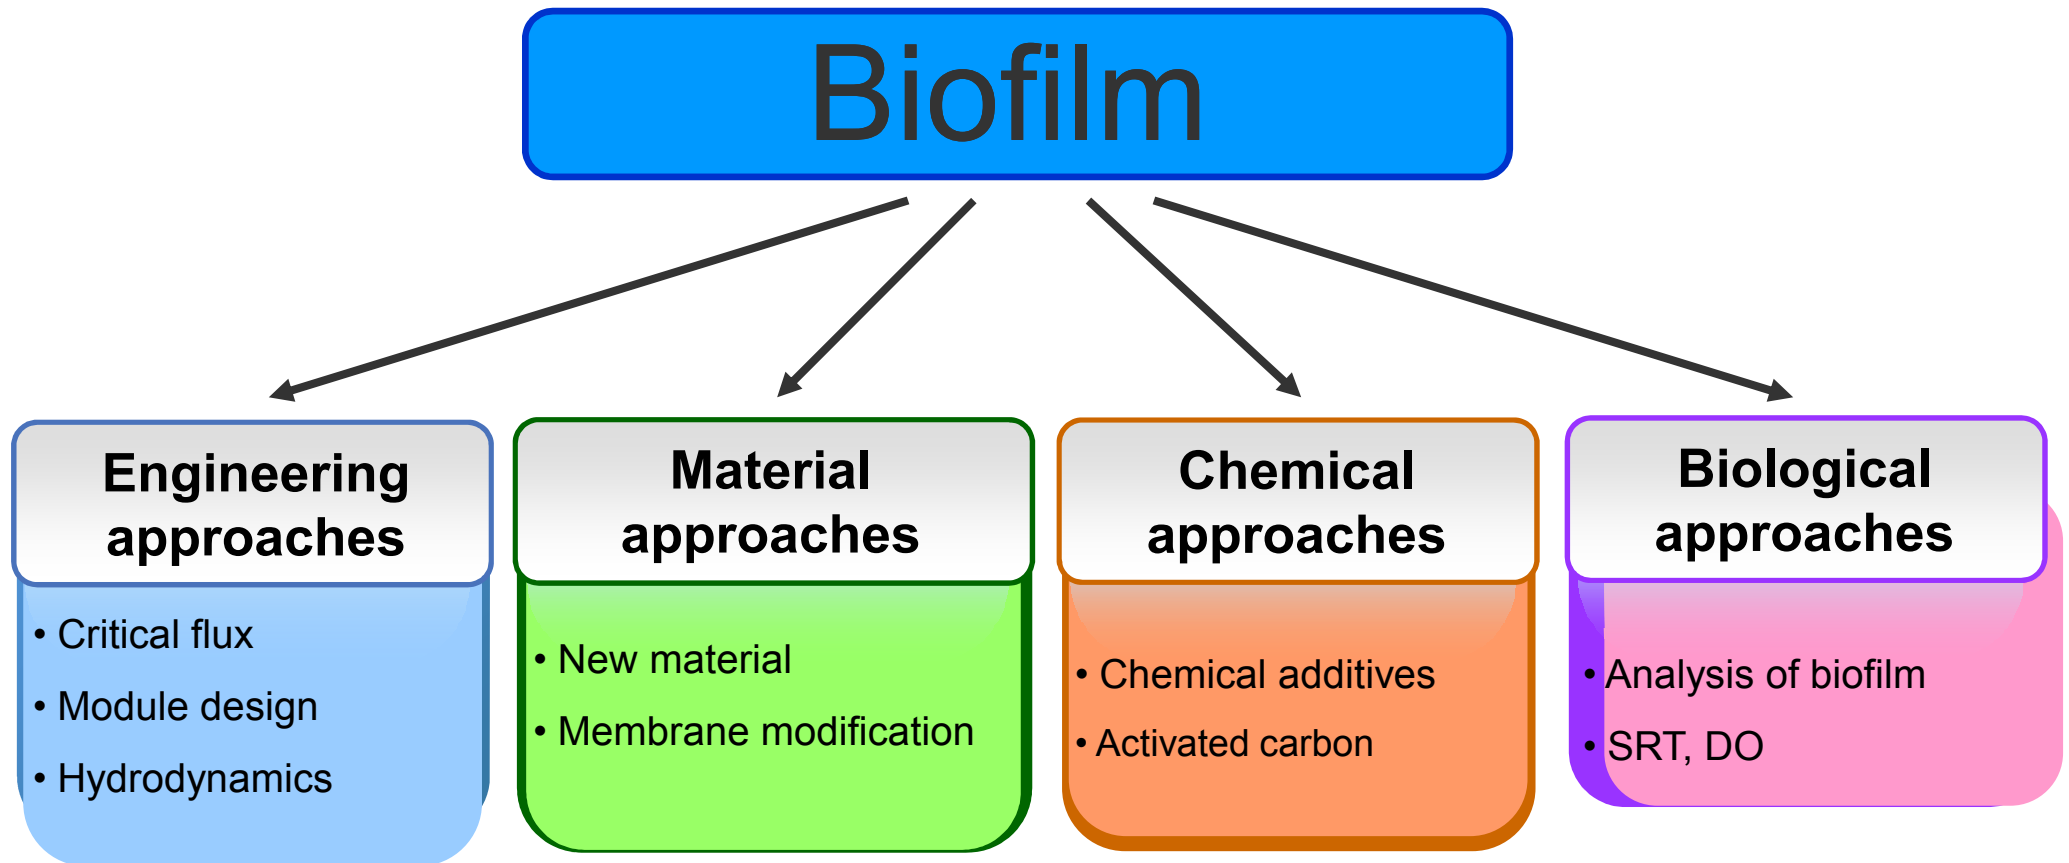 Biofilm
Engineering
approaches
• Critical flux
• Module design
• Hydrodynamics
Material
approaches
• New material
• Membrane modification
Chemical
approaches
• Chemical additives
• Activated carbon
Biological
approaches
• Analysis of biofilm
• SRT, DO